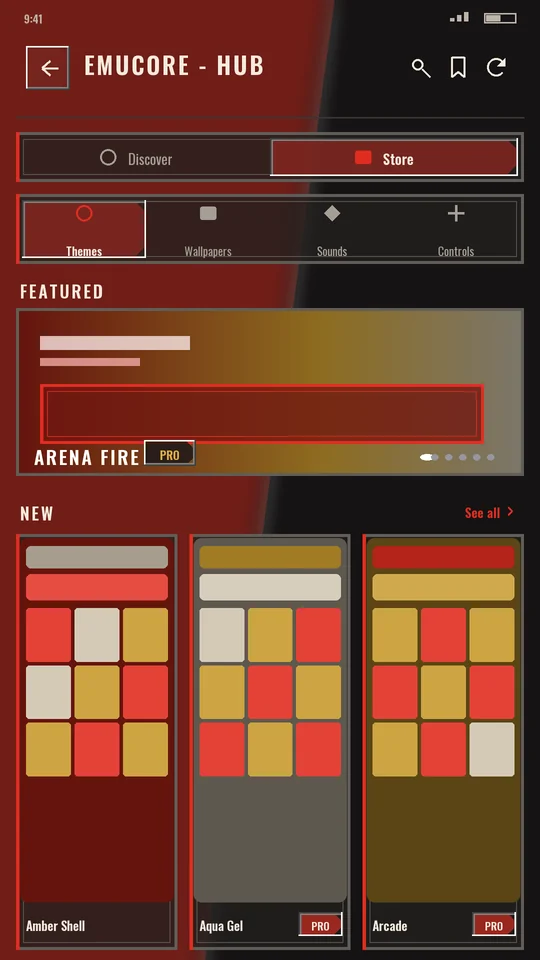 9:41
EMUCORE - HUB
Discover
Store
Themes
Wallpapers
Sounds
Controls
FEATURED
ARENA FIRE
PRO
NEW
See all
Amber Shell
Aqua Gel
PRO
Arcade
PRO